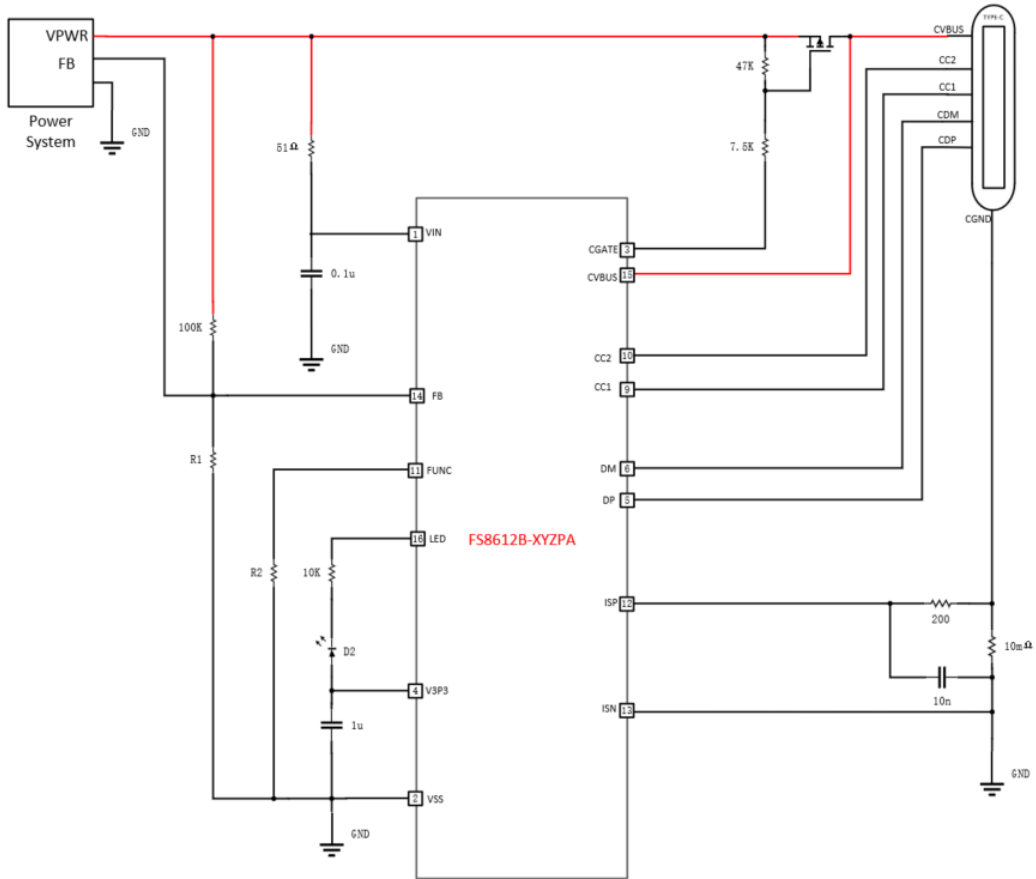 VPWR
FB
Power
System
GND
TYPE-C
CVBUS
CC2
CC1
CDM
CDP
CGND
47K
7.5K
51Ω
0.1u
GND
100K
R1
R2
10K
D2
1u
GND
1
VIN
14
FB
11
FUNC
16
LED
4
V3P3
2
VSS
FS8612B-XYZPA
CGATE
3
CVBUS
15
CC2
10
CC1
9
DM
6
DP
5
ISP
12
ISN
13
200
10mΩ
10n
GND